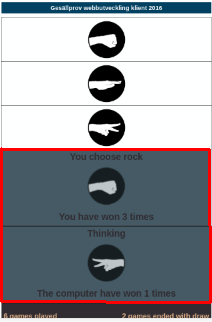 Gesällprov webbutveckling klient 2016
You choose rock
You have won 3 times
Thinking
The computer have won 1 times
6 games played
2 games ended with draw